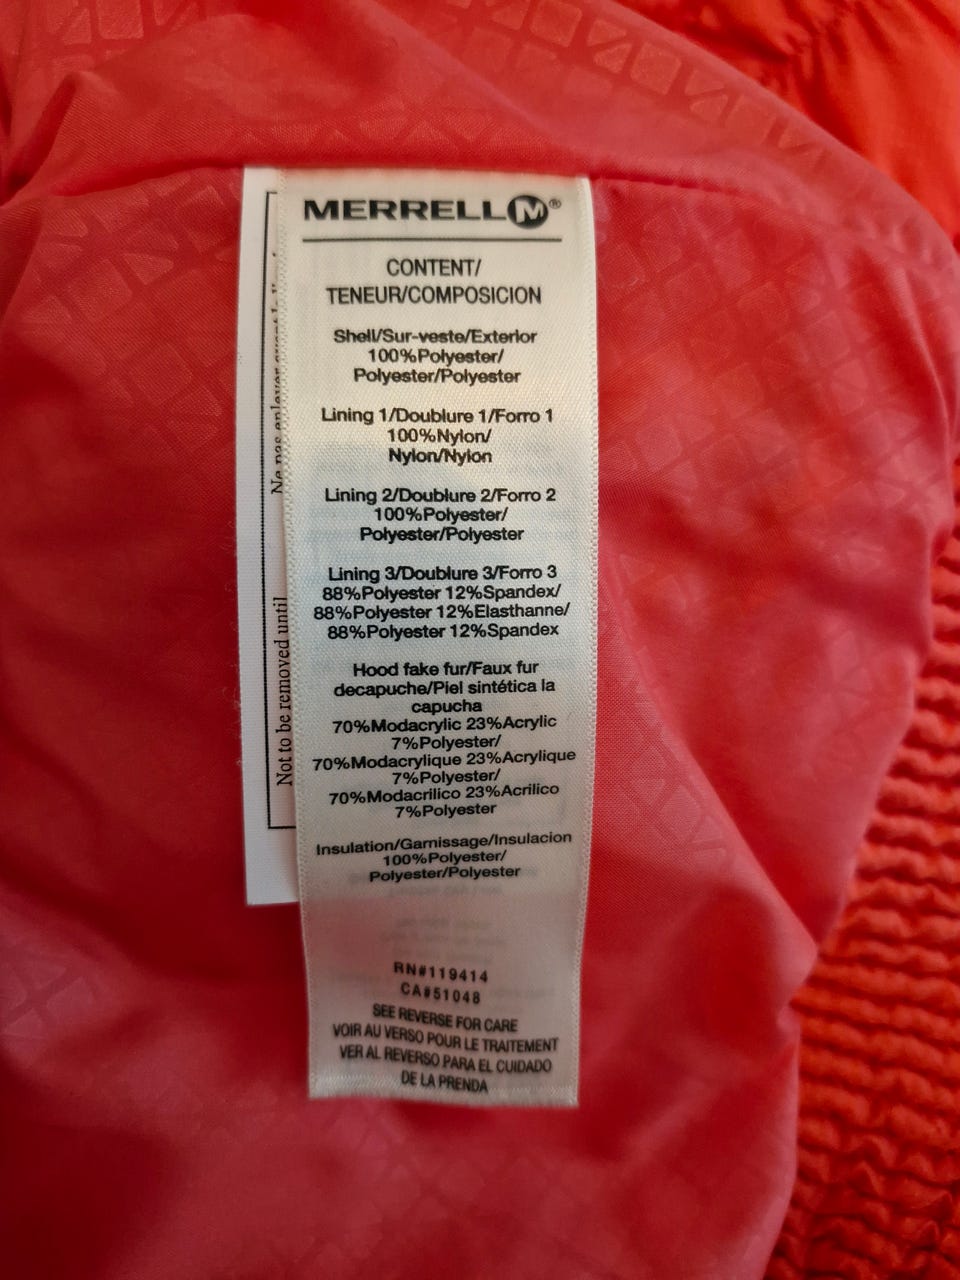 MERRELL M®
CONTENT/
TENEUR/COMPOSICION
Shell/Sur-veste/Exterior
100%Polyester/
Polyester/Polyester
Lining 1/Doublure 1/Forro 1
100%Nylon/
Nylon/Nylon
Lining 2/Doublure 2/Forro 2
100%Polyester/
Polyester/Polyester
Lining 3/Doublure 3/Forro 3
88%Polyester 12%Spandex/
88%Polyester 12%Elasthanne/
88%Polyester 12%Spandex
Hood fake fur/Faux fur
decapuche/Piel sintética la
capucha
70%Modacrylic 23%Acrylic
7%Polyester/
70%Modacrylique 23%Acrylique
7%Polyester/
70%Modacrilico 23%Acrilico
7%Polyester
Insulation/Garnissage/Insulacion
100%Polyester/
Polyester/Polyester
RN#119414
CA#51048
SEE REVERSE FOR CARE
VOIR AU VERSO POUR LE TRAITEMENT
VER AL REVERSO PARA EL CUIDADO
DE LA PRENDA
Not to be removed until
Ne pas enlever avant